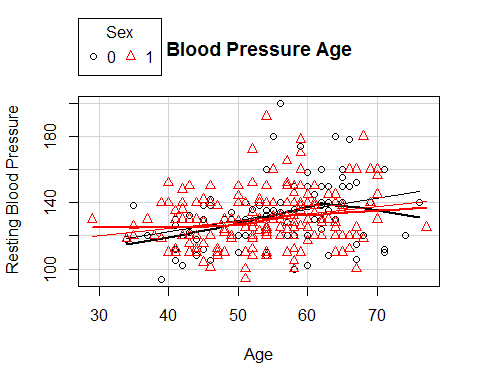 Sex
0 1
Blood Pressure Age
Resting Blood Pressure
180
140
100
30 40 50 60 70
Age